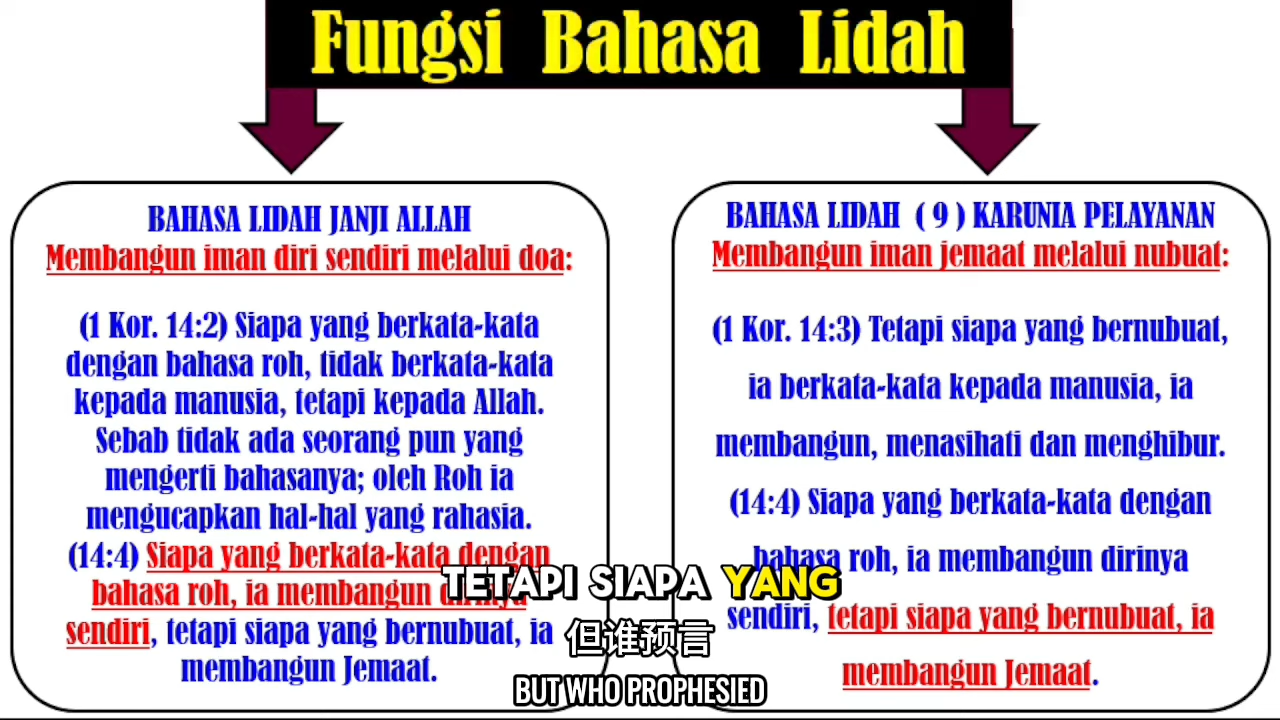 Fungsi Bahasa Lidah
BAHASA LIDAH JANJI ALLAH
Membangun iman diri sendiri melalui doa:
(1 Kor. 14:2) Siapa yang berkata-kata
dengan bahasa roh, tidak berkata-kata
kepada manusia, tetapi kepada Allah.
Sebab tidak ada seorang pun yang
mengerti bahasanya; oleh Roh ia
mengucapkan hal-hal yang rahasia.
(14:4) Siapa yang berkata-kata dengan
bahasa roh, ia membangun dirinya
sendiri, tetapi siapa yang bernubuat, ia
membangun Jemaat.
BAHASA LIDAH ( 9 ) KARUNIA PELAYANAN
Membangun iman jemaat melalui nubuat:
(1 Kor. 14:3) Tetapi siapa yang bernubuat,
ia berkata-kata kepada manusia, ia
membangun, menasihati dan menghibur.
(14:4) Siapa yang berkata-kata dengan
bahasa roh, ia membangun dirinya
sendiri, tetapi siapa yang bernubuat, ia
membangun Jemaat.
TETAPI SIAPA YANG
但谁预言
BUT WHO PROPHESIED